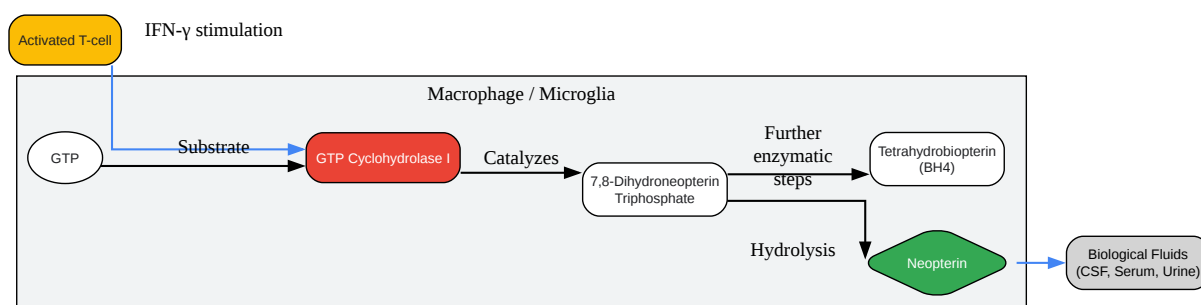 Activated T-cell
IFN-γ stimulation
Macrophage / Microglia
GTP
Substrate
GTP Cyclohydrolase I
Catalyzes
7,8-Dihydroneopterin
Triphosphate
Further
enzymatic
steps
Tetrahydrobiopterin
(BH4)
Hydrolysis
Neopterin
Biological Fluids
(CSF, Serum, Urine)